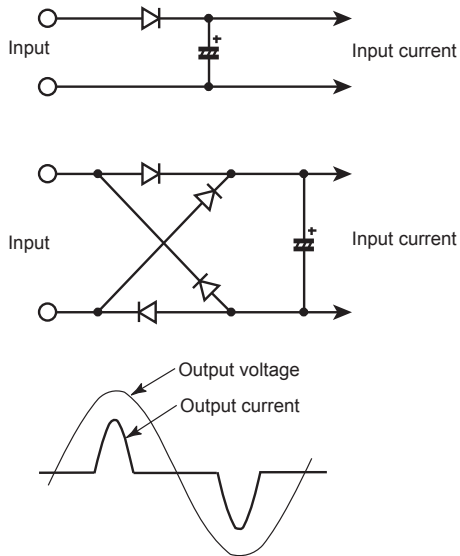 +
Input
Input current
+
Input
Input current
Output voltage
Output current